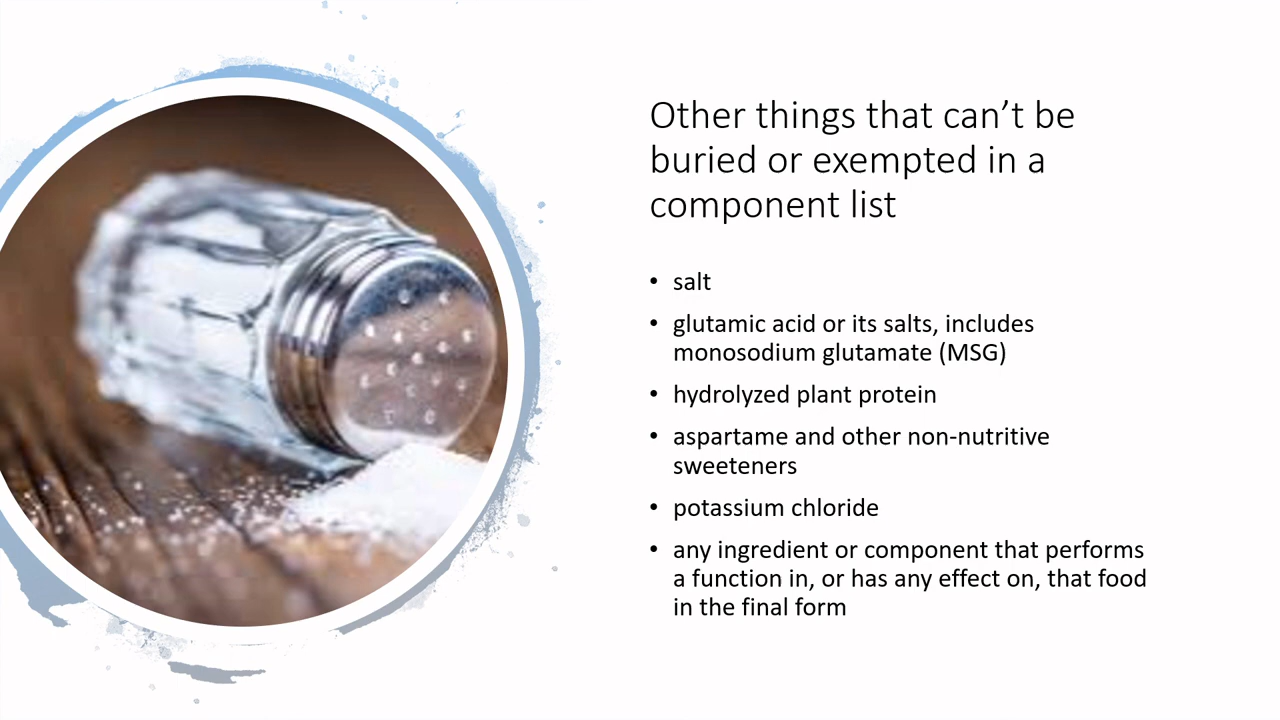 Other things that can’t be
buried or exempted in a
component list
• salt
• glutamic acid or its salts, includes
monosodium glutamate (MSG)
• hydrolyzed plant protein
• aspartame and other non-nutritive
sweeteners
• potassium chloride
• any ingredient or component that performs
a function in, or has any effect on, that food
in the final form